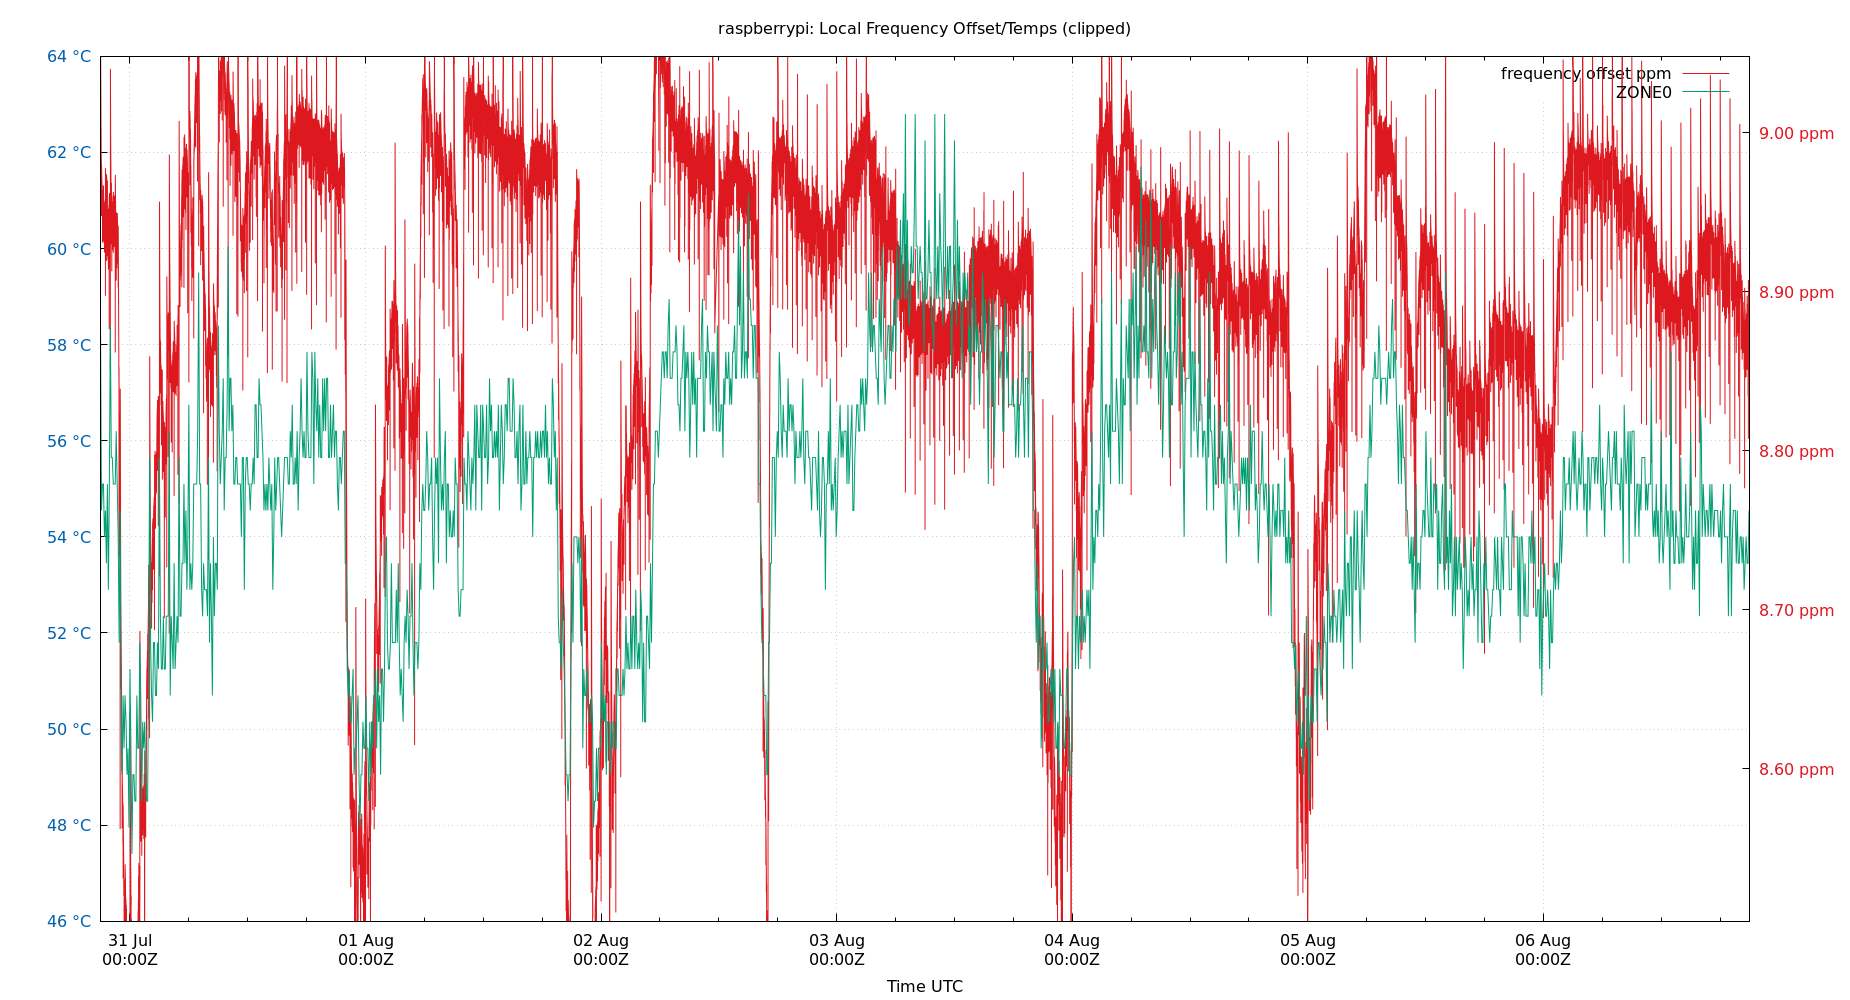 raspberrypi: Local Frequency Offset/Temps (clipped)
64 °C
62 °C
60 °C
58 °C
56 °C
54 °C
52 °C
50 °C
48 °C
46 °C
frequency offset ppm
ZONE0
9.00 ppm
8.90 ppm
8.80 ppm
8.70 ppm
8.60 ppm
31 Jul
00:00Z
01 Aug
00:00Z
02 Aug
00:00Z
03 Aug
00:00Z
04 Aug
00:00Z
05 Aug
00:00Z
06 Aug
00:00Z
Time UTC